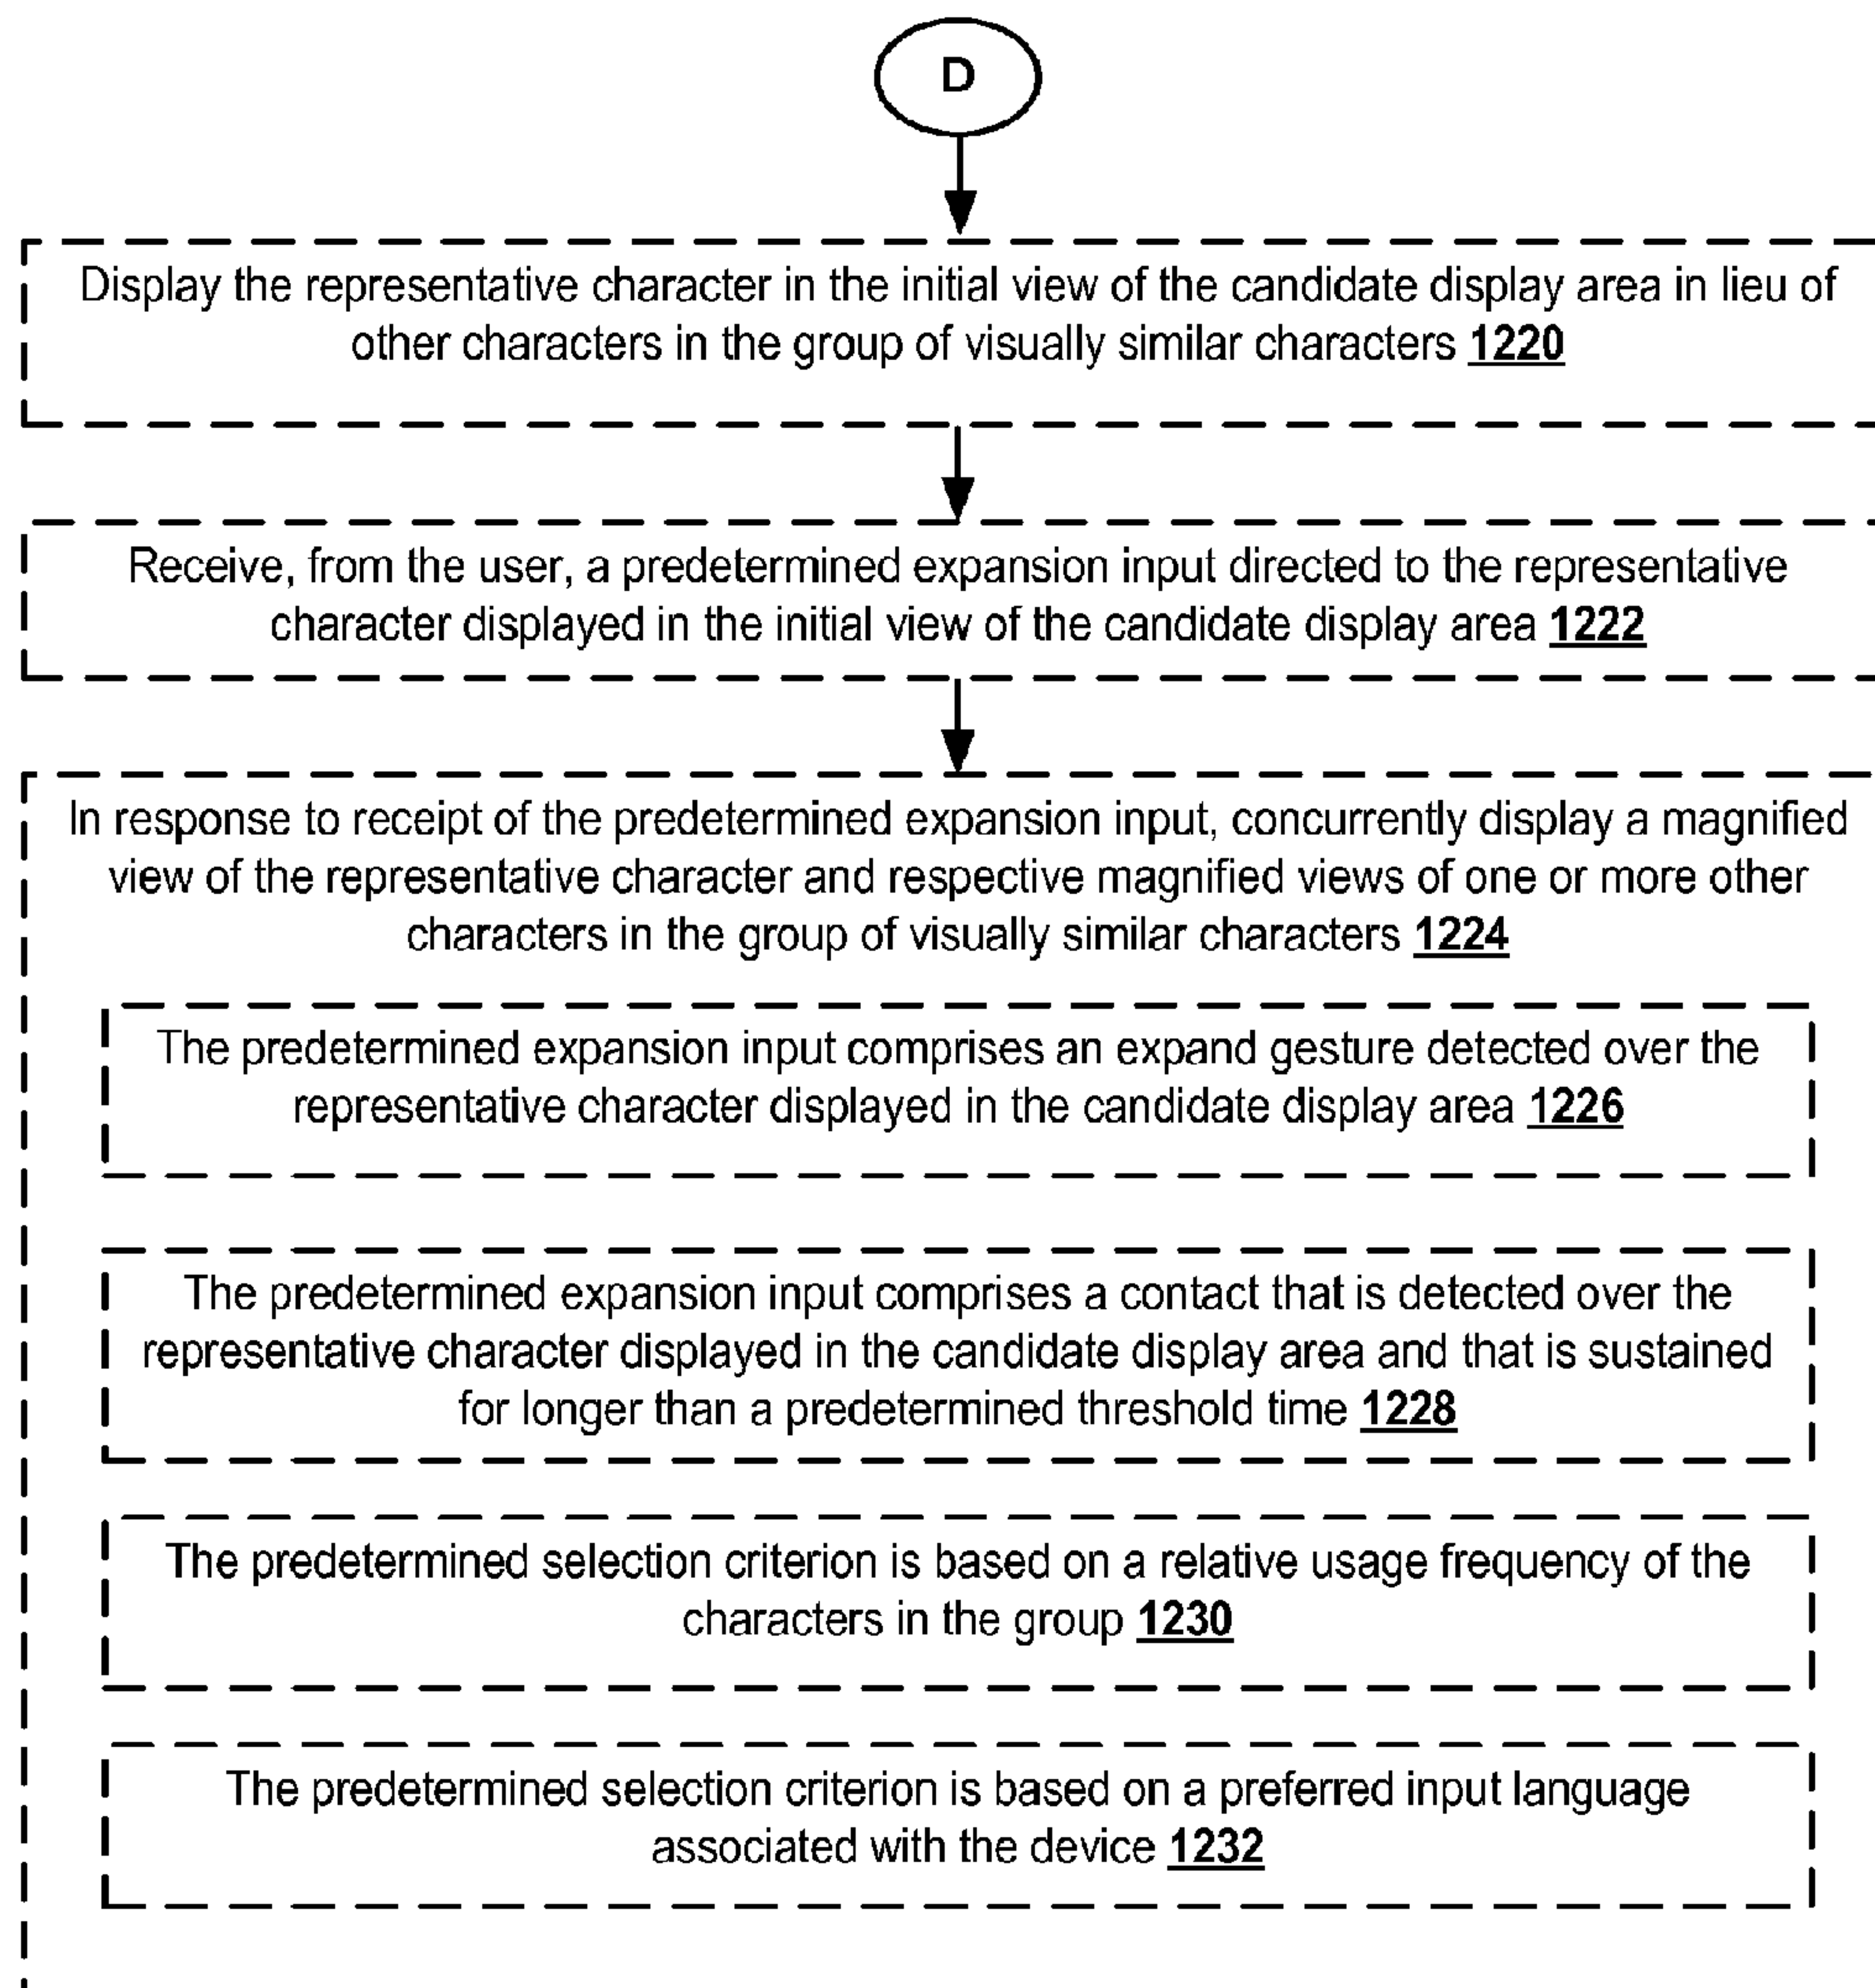 D
Display the representative character in the initial view of the candidate display area in lieu of
other characters in the group of visually similar characters 1220
Receive, from the user, a predetermined expansion input directed to the representative
character displayed in the initial view of the candidate display area 1222
In response to receipt of the predetermined expansion input, concurrently display a magnified
view of the representative character and respective magnified views of one or more other
characters in the group of visually similar characters 1224
The predetermined expansion input comprises an expand gesture detected over the
representative character displayed in the candidate display area 1226
The predetermined expansion input comprises a contact that is detected over the
representative character displayed in the candidate display area and that is sustained
for longer than a predetermined threshold time 1228
The predetermined selection criterion is based on a relative usage frequency of the
characters in the group 1230
The predetermined selection criterion is based on a preferred input language
associated with the device 1232